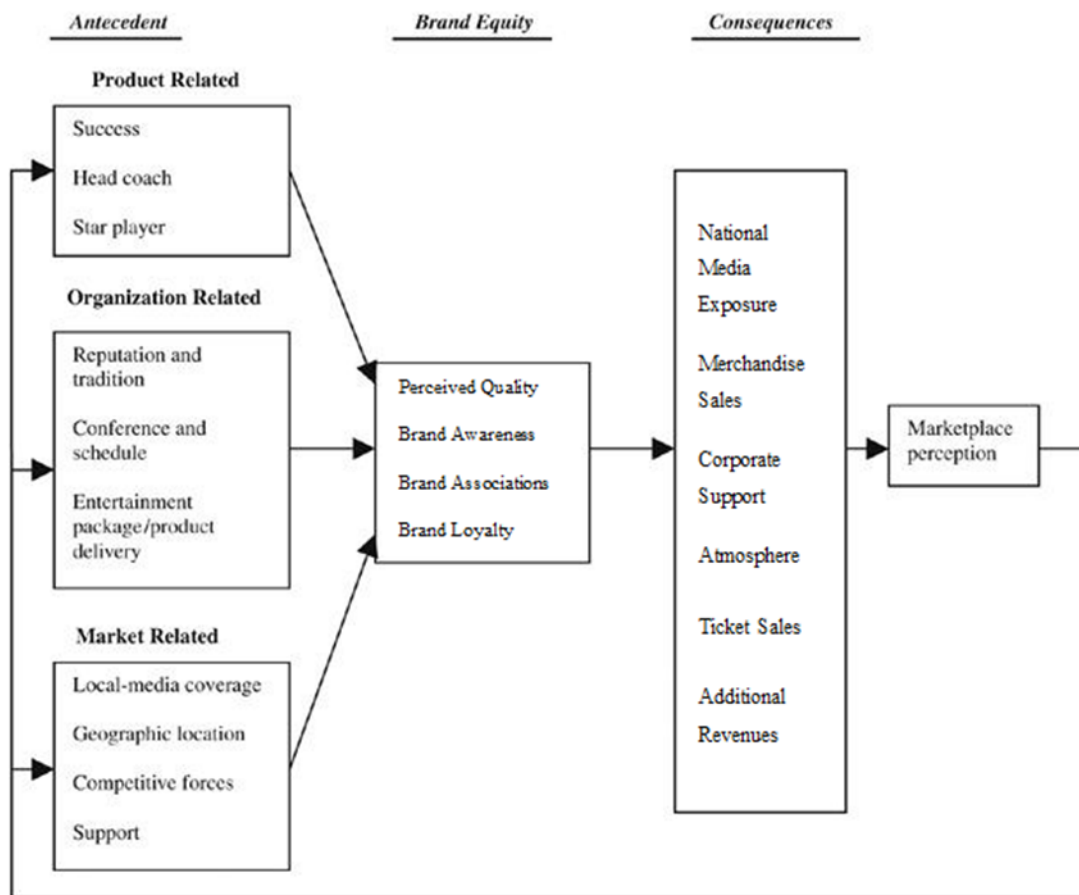 Antecedent
Brand Equity
Consequences
Product Related
Success
Head coach
Star player
Organization Related
Reputation and
tradition
Conference and
schedule
Entertainment
package/product
delivery
Market Related
Local-media coverage
Geographic location
Competitive forces
Support
Perceived Quality
Brand Awareness
Brand Associations
Brand Loyalty
National
Media
Exposure
Merchandise
Sales
Corporate
Support
Atmosphere
Ticket Sales
Additional
Revenues
Marketplace
perception